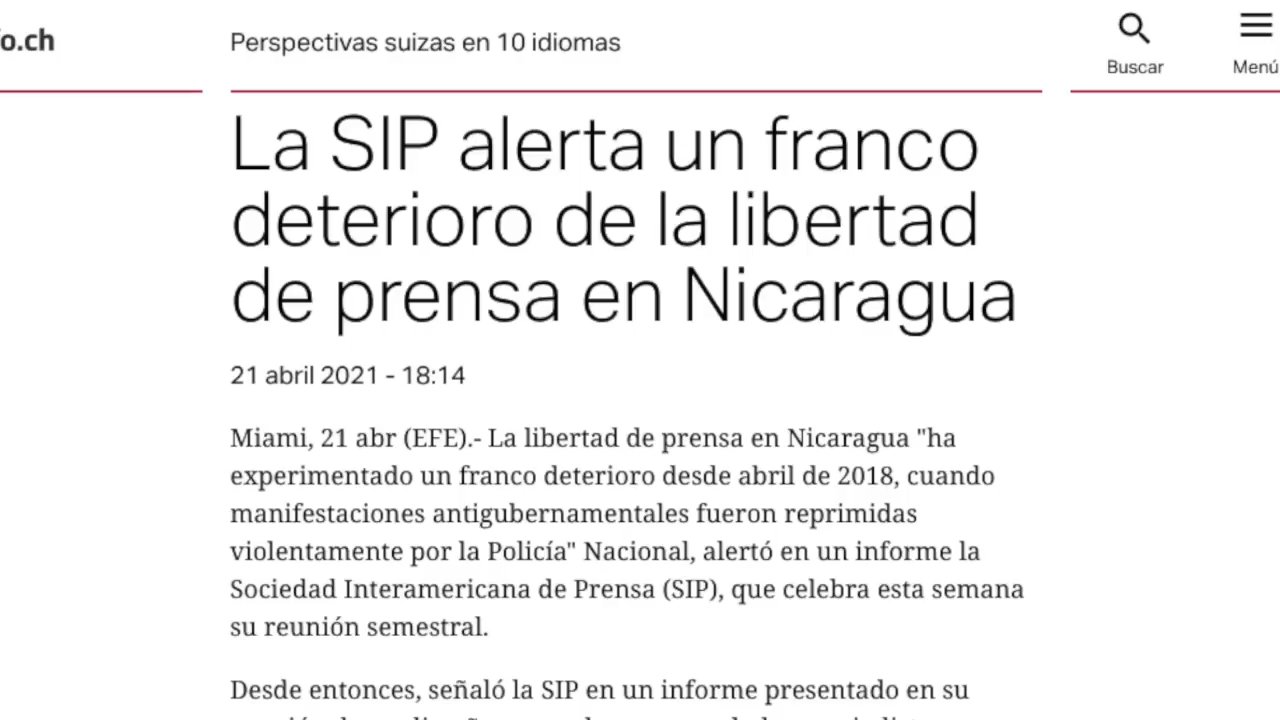 o.ch
Perspectivas suizas en 10 idiomas
Buscar
Menú
La SIP alerta un franco
deterioro de la libertad
de prensa en Nicaragua
21 abril 2021 - 18:14
Miami, 21 abr (EFE).- La libertad de prensa en Nicaragua "ha
experimentado un franco deterioro desde abril de 2018, cuando
manifestaciones antigubernamentales fueron reprimidas
violentamente por la Policía" Nacional, alertó en un informe la
Sociedad Interamericana de Prensa (SIP), que celebra esta semana
su reunión semestral.
Desde entonces, señaló la SIP en un informe presentado en su